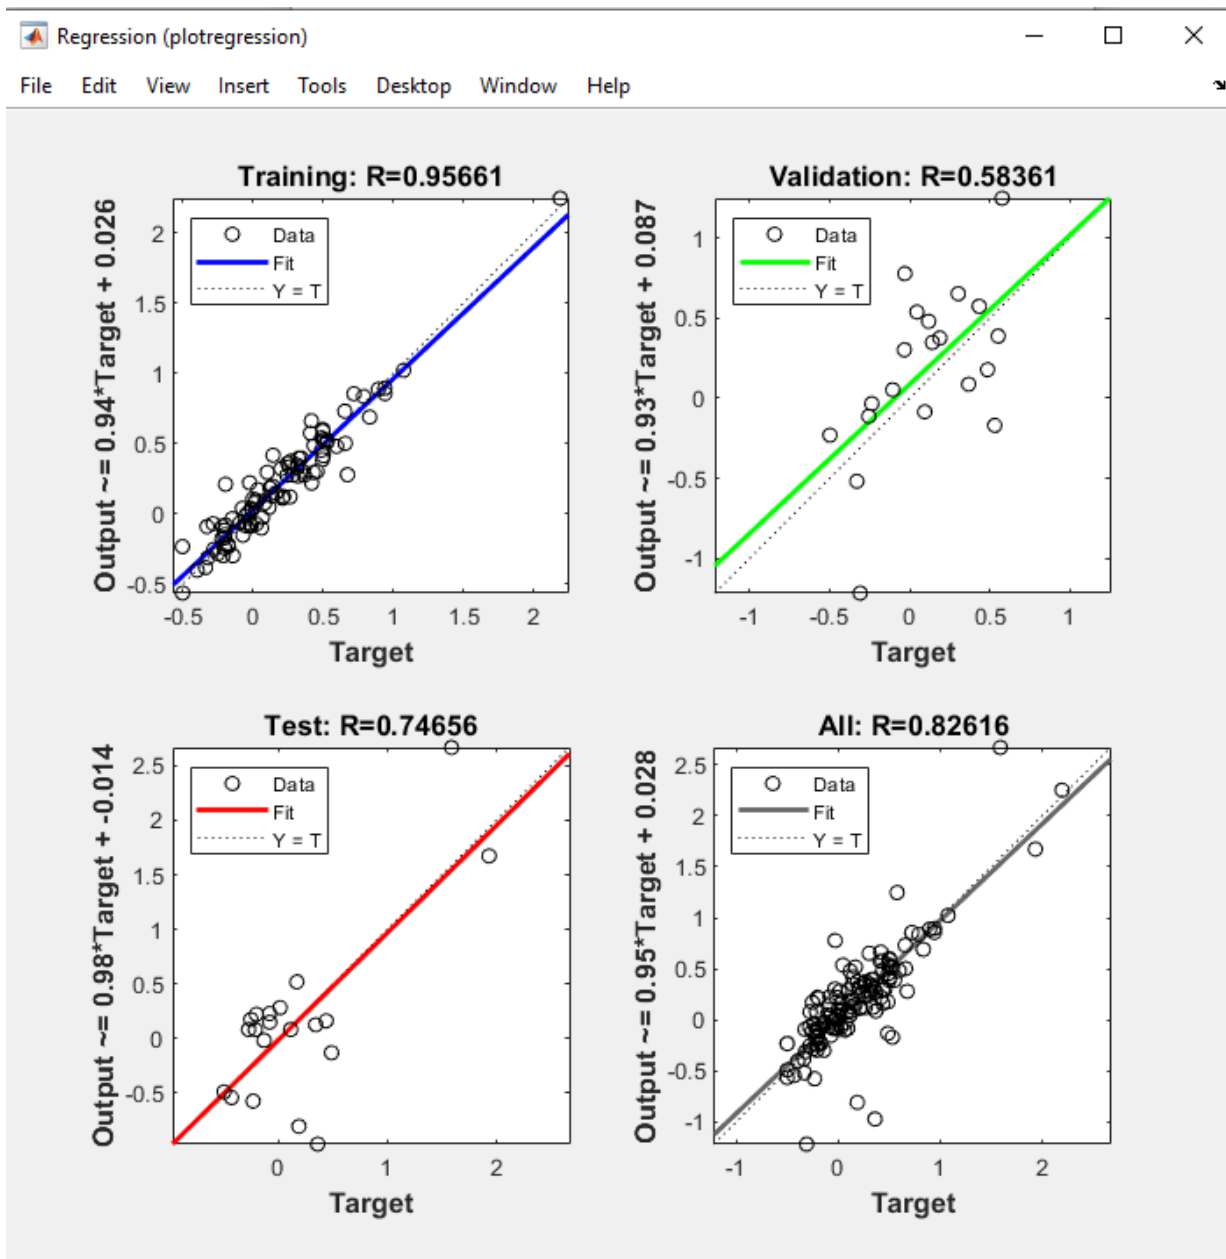 Regression (plotregression)
File Edit View Insert Tools Desktop Window Help
Training: R=0.95661
Output ~= 0.94*Target + 0.026
Data
Fit
Y = T
2
1.5
1
0.5
0
-0.5
-0.5 0 0.5 1 1.5 2
Target
Validation: R=0.58361
Output ~= 0.93*Target + 0.087
Data
Fit
Y = T
1
0.5
0
-0.5
-1
-1 -0.5 0 0.5 1
Target
Test: R=0.74656
Output ~= 0.98*Target + -0.014
Data
Fit
Y = T
2.5
2
1.5
1
0.5
0
-0.5
0 1 2
Target
All: R=0.82616
Output ~= 0.95*Target + 0.028
Data
Fit
Y = T
2.5
2
1.5
1
0.5
0
-0.5
-1
-1 0 1 2
Target